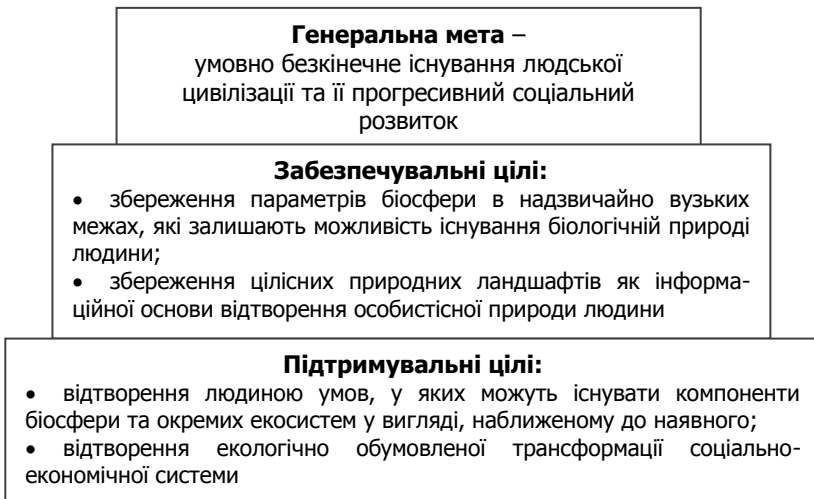 Генеральна мета –
умовно безкінечне існування людської
цивілізації та її прогресивний соціальний
розвиток
Забезпечувальні цілі:
• збереження параметрів біосфери в надзвичайно вузьких
межах, які залишають можливість існування біологічній природі
людини;
• збереження цілісних природних ландшафтів як інформа-
ційної основи відтворення особистісної природи людини
Підтримувальні цілі:
• відтворення людиною умов, у яких можуть існувати компоненти
біосфери та окремих екосистем у вигляді, наближеному до наявного;
• відтворення екологічно обумовленої трансформації соціально-
економічної системи